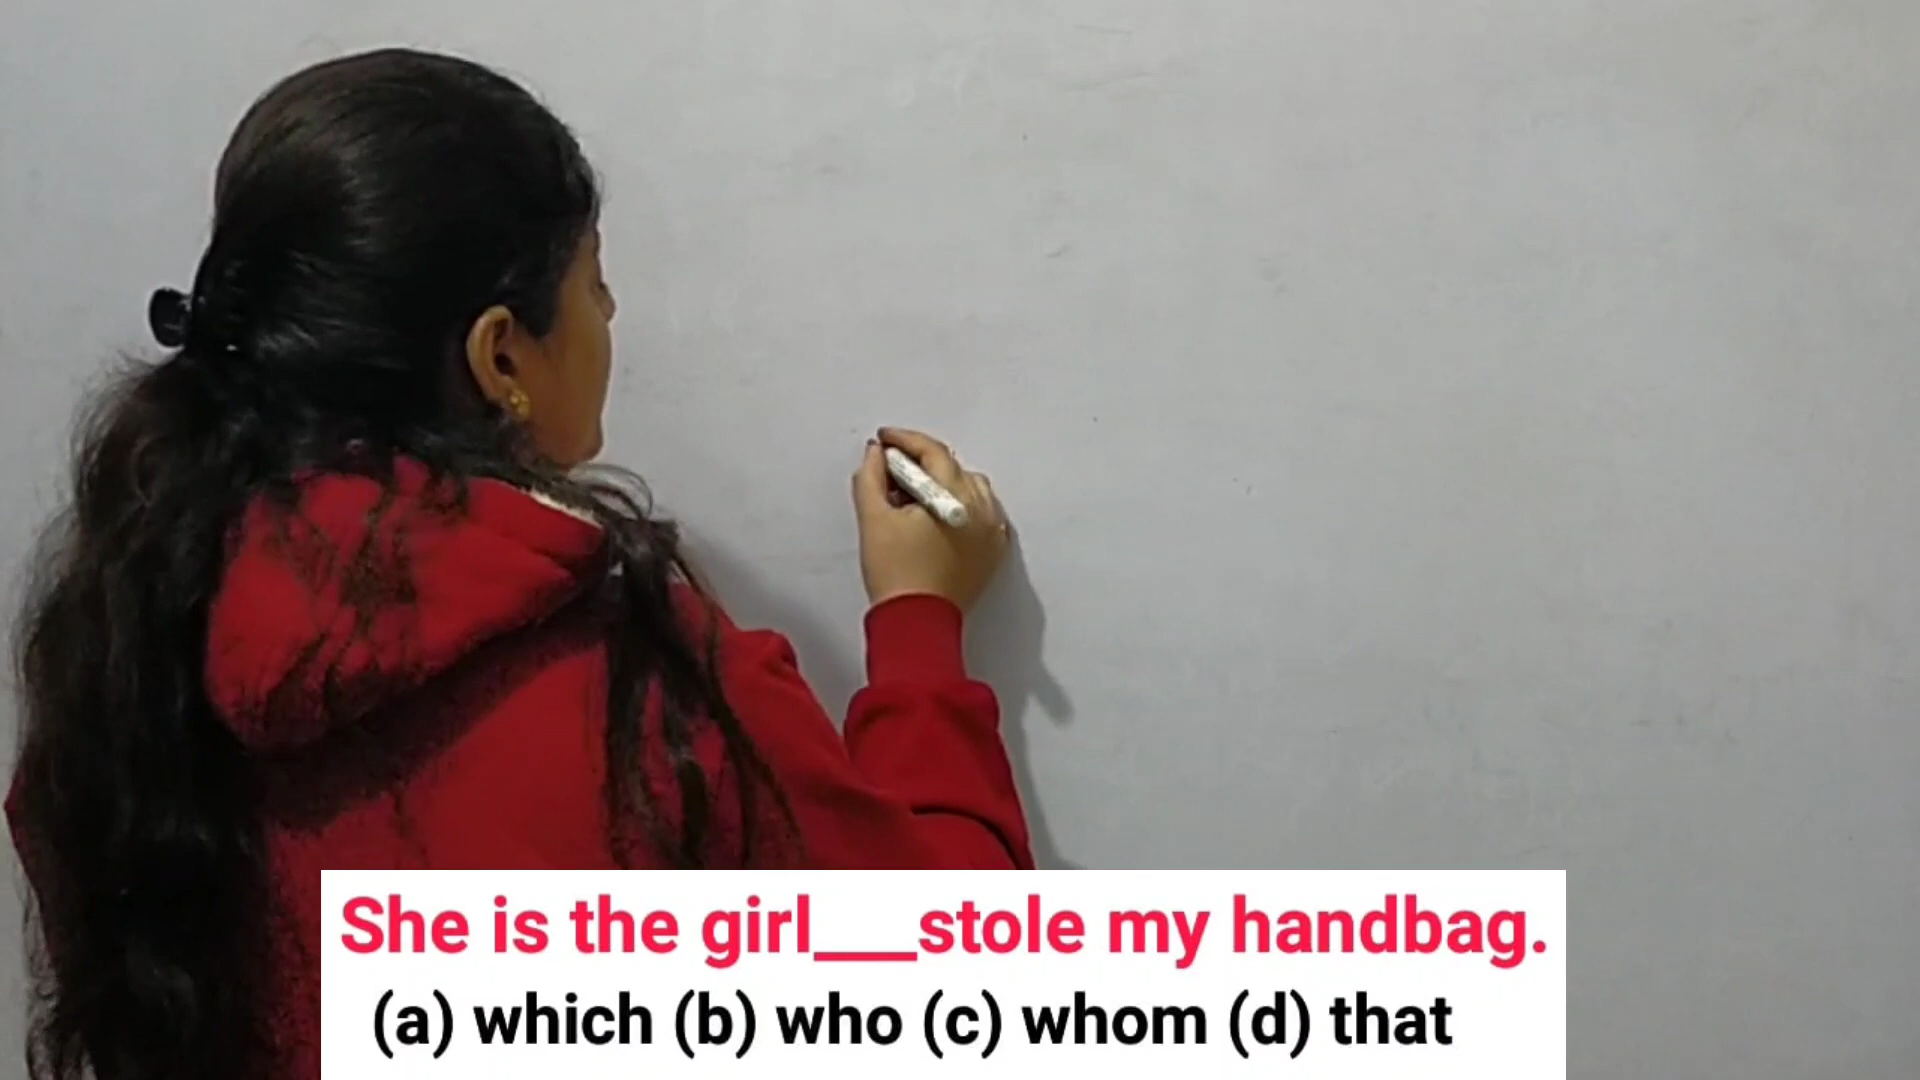 She is the girl___stole my handbag.
(a) which (b) who (c) whom (d) that